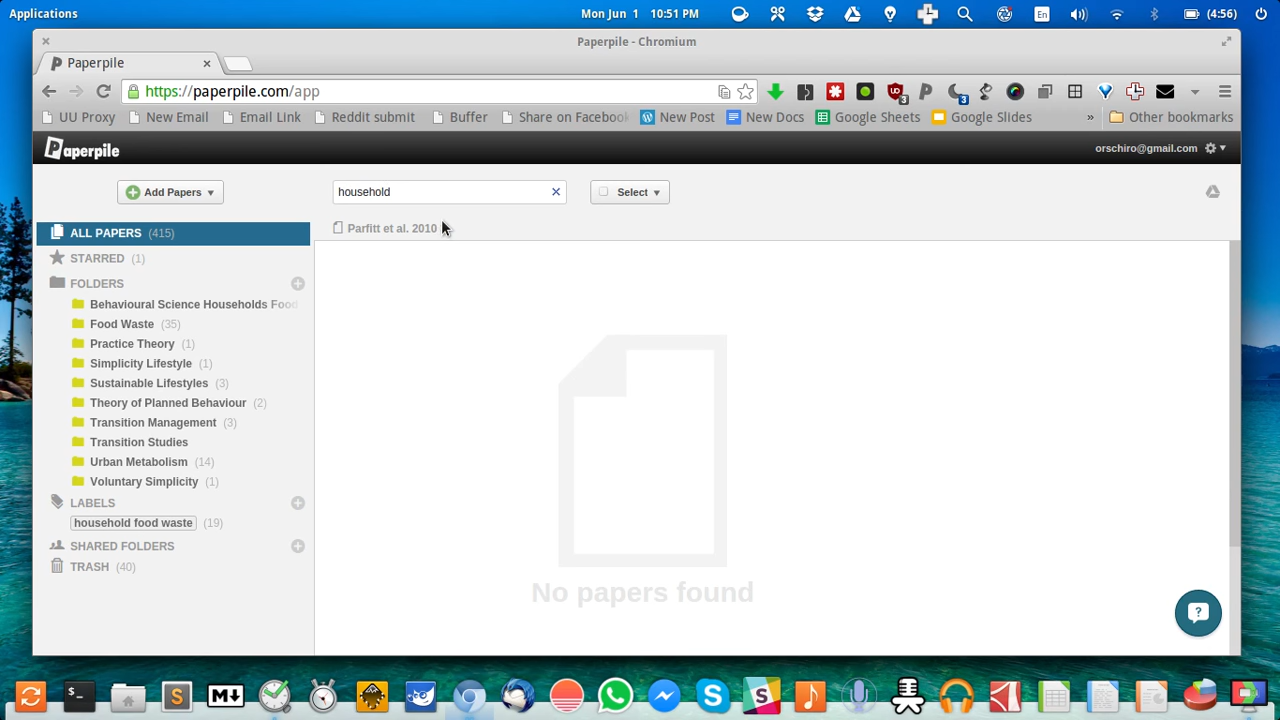 Applications
Mon Jun 1 10:51 PM
En
(4:56)
Paperpile - Chromium
Paperpile
https://paperpile.com/app
3
3
UU Proxy
New Email
Email Link
Reddit submit
Buffer
Share on Facebook
New Post
New Docs
Google Sheets
Google Slides
»
Other bookmarks
Paperpile
orschiro@gmail.com
Add Papers
household
Select
Parfitt et al. 2010
ALL PAPERS (415)
STARRED (1)
FOLDERS
Behavioural Science Households Food
Food Waste (35)
Practice Theory (1)
Simplicity Lifestyle (1)
Sustainable Lifestyles (3)
Theory of Planned Behaviour (2)
Transition Management (3)
Transition Studies
Urban Metabolism (14)
Voluntary Simplicity (1)
LABELS
household food waste (19)
SHARED FOLDERS
TRASH (40)
No papers found